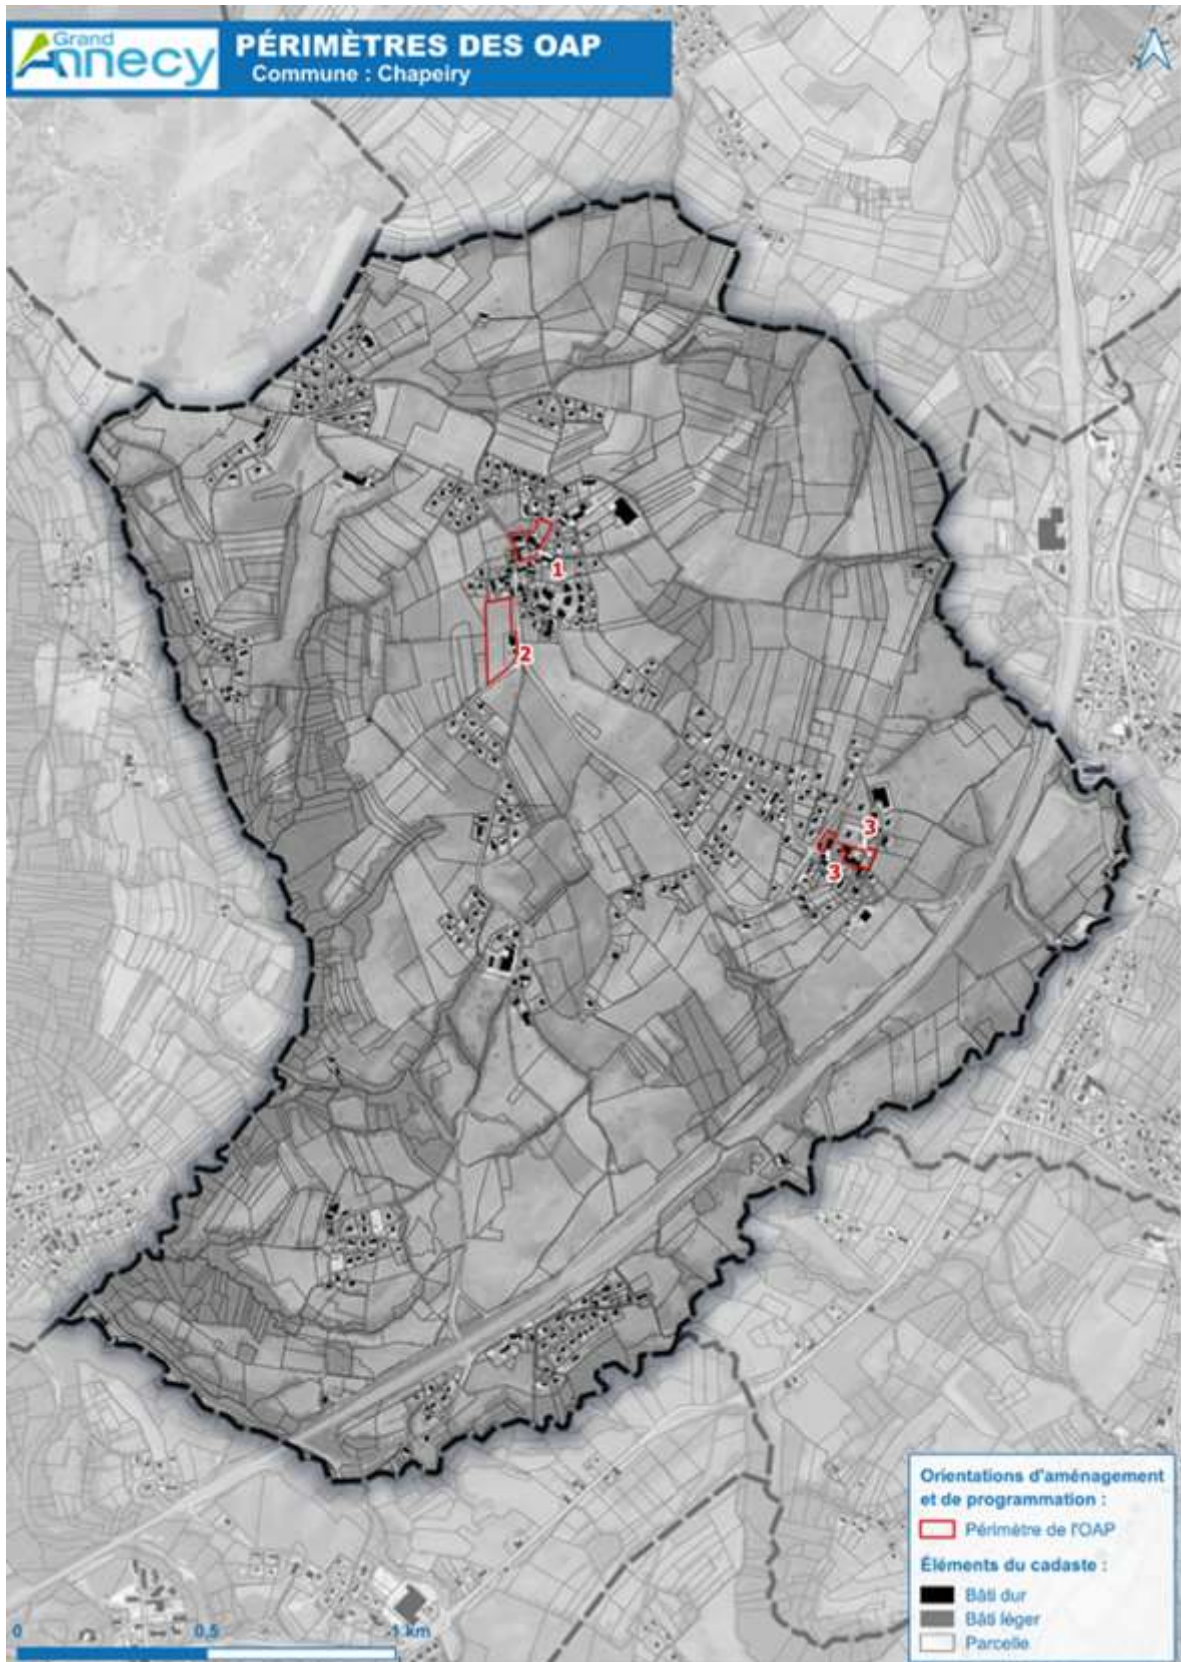 Grand
Annecy
PÉRIMÈTRES DES OAP
Commune : Chapeiry
1
2
3
3
Orientations d'aménagement
et de programmation :
Périmètre de l'OAP
Éléments du cadaste :
Bâti dur
Bâti léger
Parcelle
0 0.5 1 km